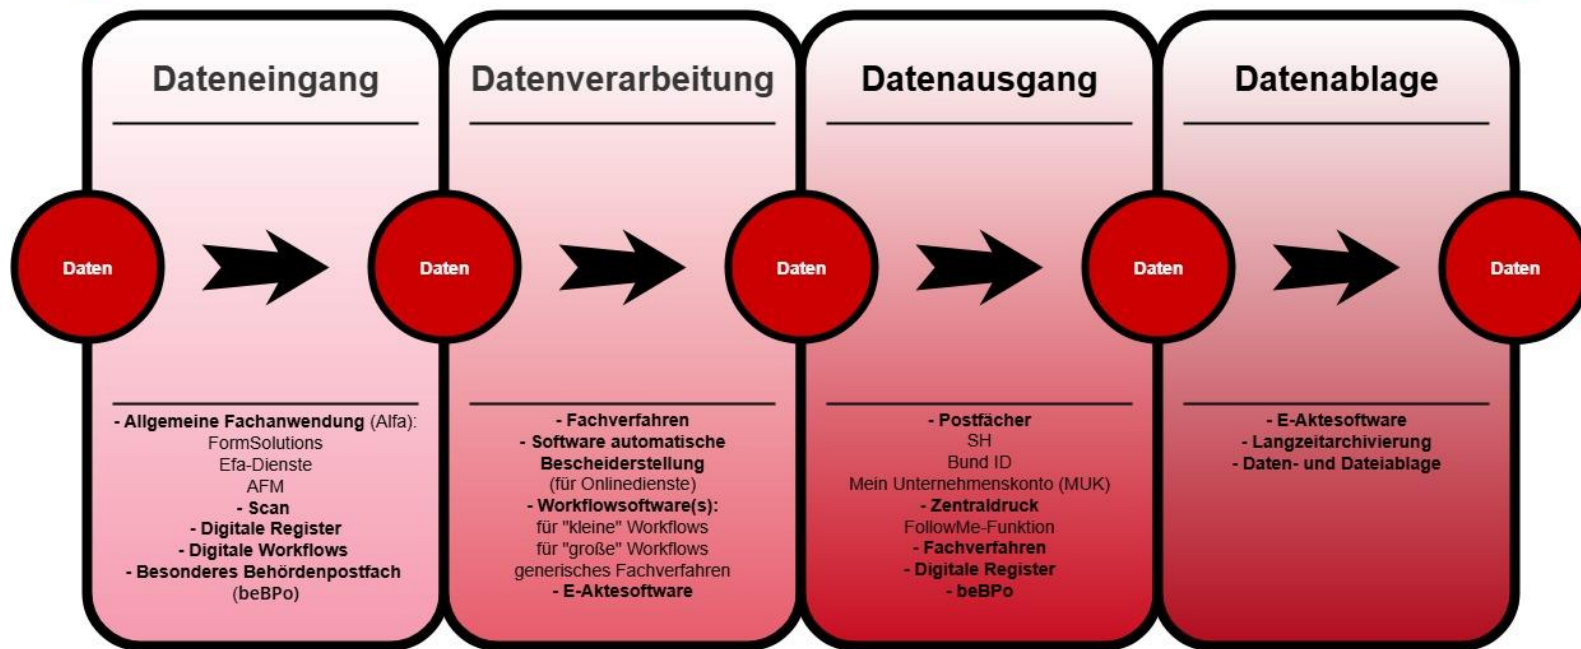 Dateneingang
Daten
- Allgemeine Fachanwendung (Alfa):
FormSolutions
Efa-Dienste
AFM
- Scan
- Digitale Register
- Digitale Workflows
- Besonderes Behördenpostfach
(beBPo)
Datenverarbeitung
Daten
- Fachverfahren
- Software automatische
Bescheiderstellung
(für Onlinedienste)
- Workflowsoftware(s):
für "kleine" Workflows
für "große" Workflows
generisches Fachverfahren
- E-Aktesoftware
Datenausgang
Daten
- Postfächer
SH
Bund ID
Mein Unternehmenskonto (MUK)
- Zentraldruck
FollowMe-Funktion
- Fachverfahren
- Digitale Register
- beBPo
Datenablage
Daten
Daten
- E-Aktesoftware
- Langzeitarchivierung
- Daten- und Dateiablage